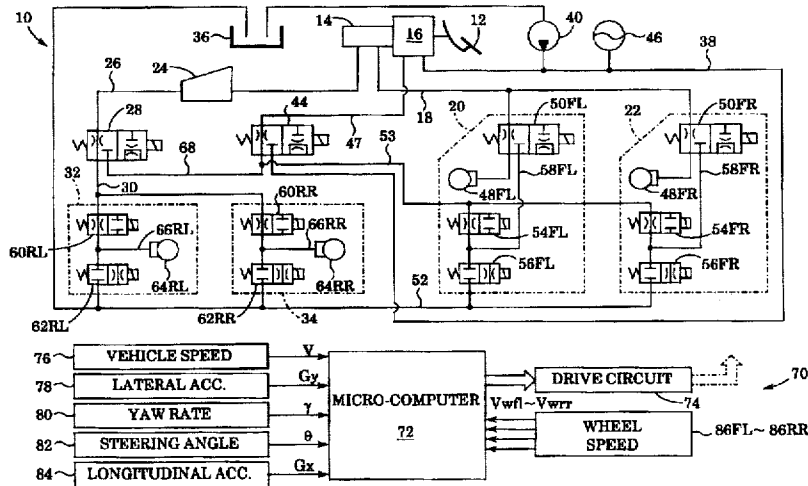 10
36
14
16
12
40
46
38
26
24
18
28
44
47
20
50FL
22
50FR
53
58FL
58FR
68
32
30
60RR
48FL
48FR
66RL
66RR
54FL
54FR
60RL
64RL
64RR
56FL
56FR
62RL
62RR
34
52
76
VEHICLE SPEED
V
78
LATERAL ACC.
Gy
80
YAW RATE
γ
82
STEERING ANGLE
θ
84
LONGITUDINAL ACC.
Gx
MICRO-COMPUTER
72
DRIVE CIRCUIT
74
70
Vwfl~Vwrr
WHEEL
SPEED
86FL~86RR